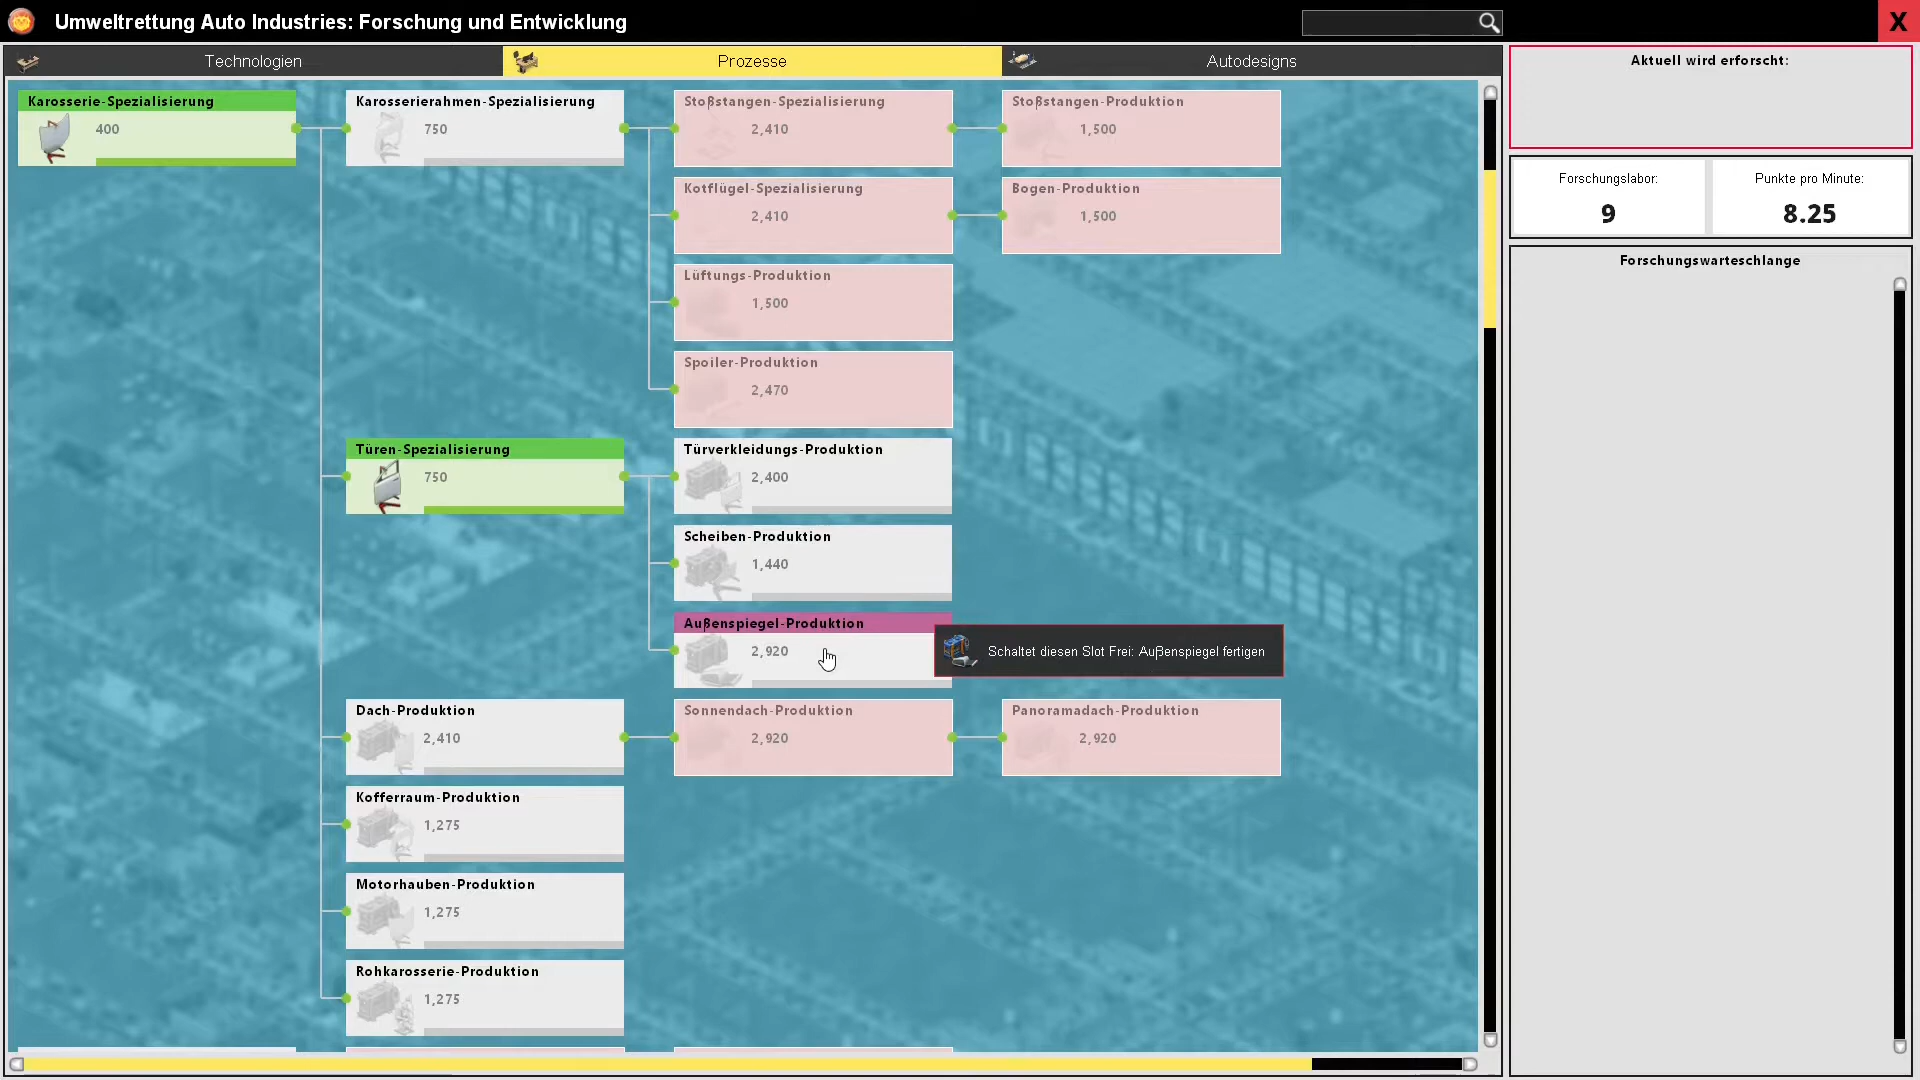 Umweltrettung Auto Industries: Forschung und Entwicklung
X
Technologien
Prozesse
Autodesigns
Aktuell wird erforscht:
Forschungslabor:
9
Punkte pro Minute:
8.25
Forschungswarteschlange
Karosserie-Spezialisierung
400
Karosserierahmen-Spezialisierung
750
Stoßstangen-Spezialisierung
2,410
Stoßstangen-Produktion
1,500
Kotflügel-Spezialisierung
2,410
Bogen-Produktion
1,500
Lüftungs-Produktion
1,500
Spoiler-Produktion
2,470
Türen-Spezialisierung
750
Türverkleidungs-Produktion
2,400
Scheiben-Produktion
1,440
Außenspiegel-Produktion
2,920
Schaltet diesen Slot Frei: Außenspiegel fertigen
Dach-Produktion
2,410
Sonnendach-Produktion
2,920
Panoramadach-Produktion
2,920
Kofferraum-Produktion
1,275
Motorhauben-Produktion
1,275
Rohkarosserie-Produktion
1,275